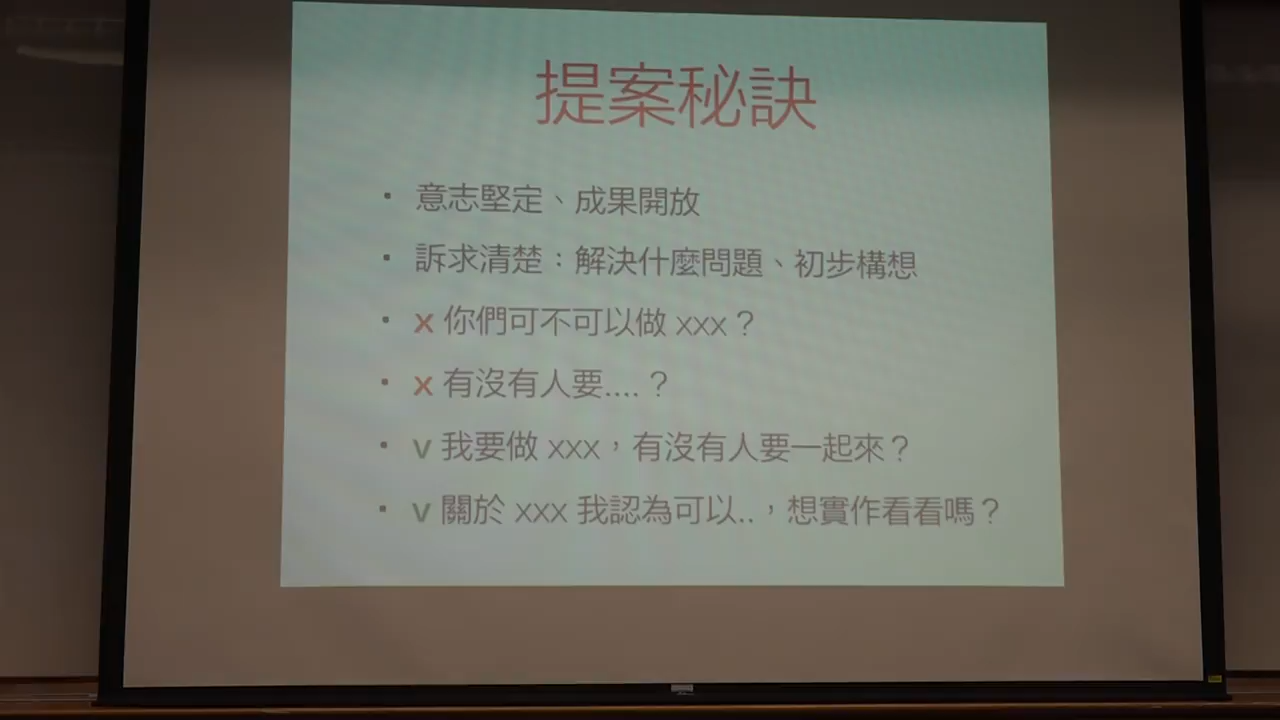 提案秘訣
• 意志堅定、成果開放
• 訴求清楚：解決什麼問題、初步構想
• x 你們可不可以做 xxx？
• x 有沒有人要....？
• v 我要做 xxx，有沒有人要一起來？
• v 關於 xxx 我認為可以..，想實作看看嗎？